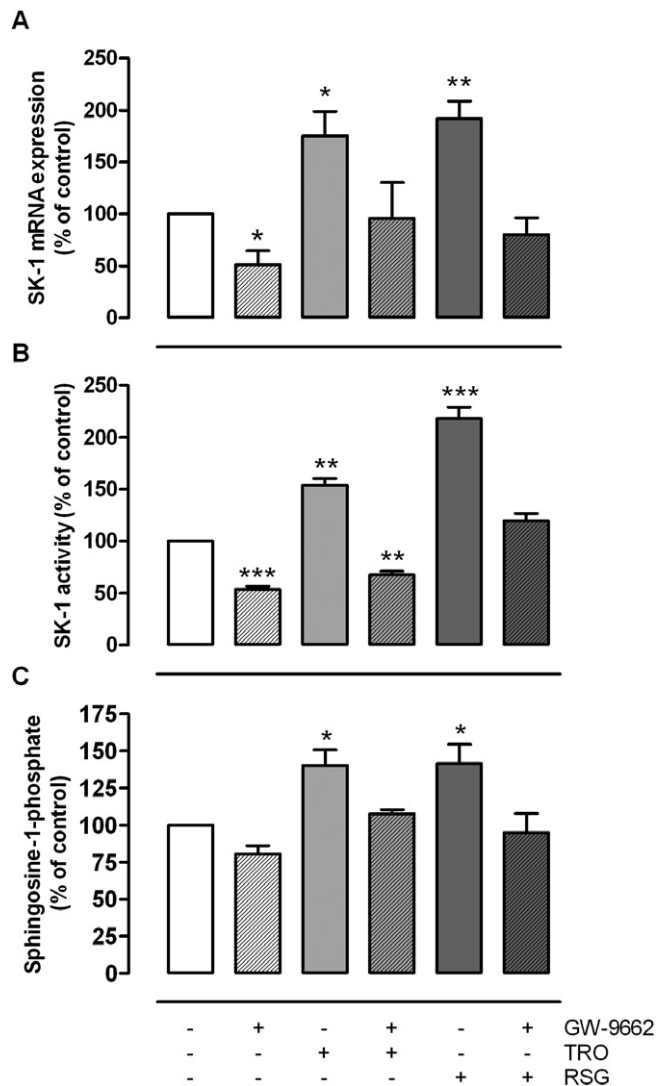 A
SK-1 mRNA expression
(% of control)
250
200
150
100
50
0
*
*
**
B
SK-1 activity (% of control)
250
200
150
100
50
0
***
**
**
***
C
Sphingosine-1-phosphate
(% of control)
175
150
125
100
75
50
25
0
*
*
- + - + - + GW-9662
- - + + - - TRO
- - - - + + RSG